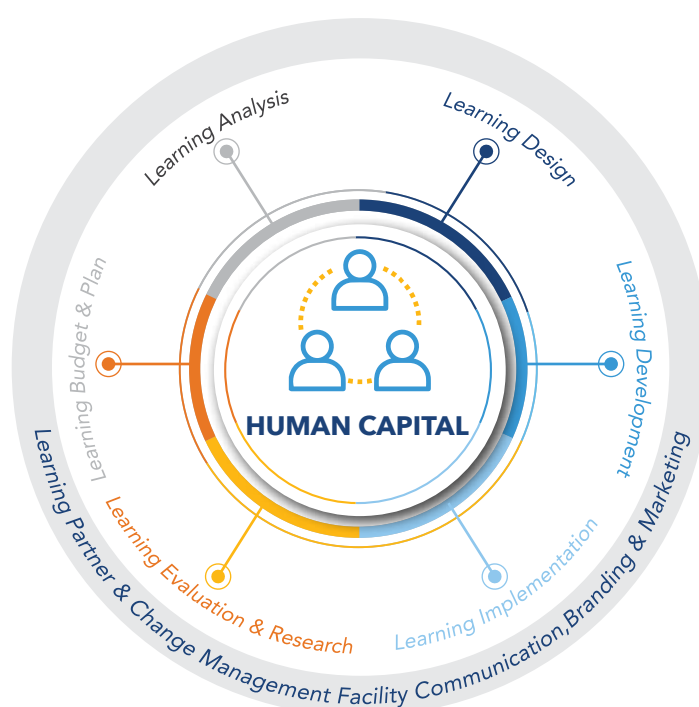 Learning Analysis
Learning Design
Learning Budget & Plan
Learning Development
HUMAN CAPITAL
Learning Evaluation & Research
Learning Implementation
Learning Partner & Change Management Facility Communication,Branding & Marketing